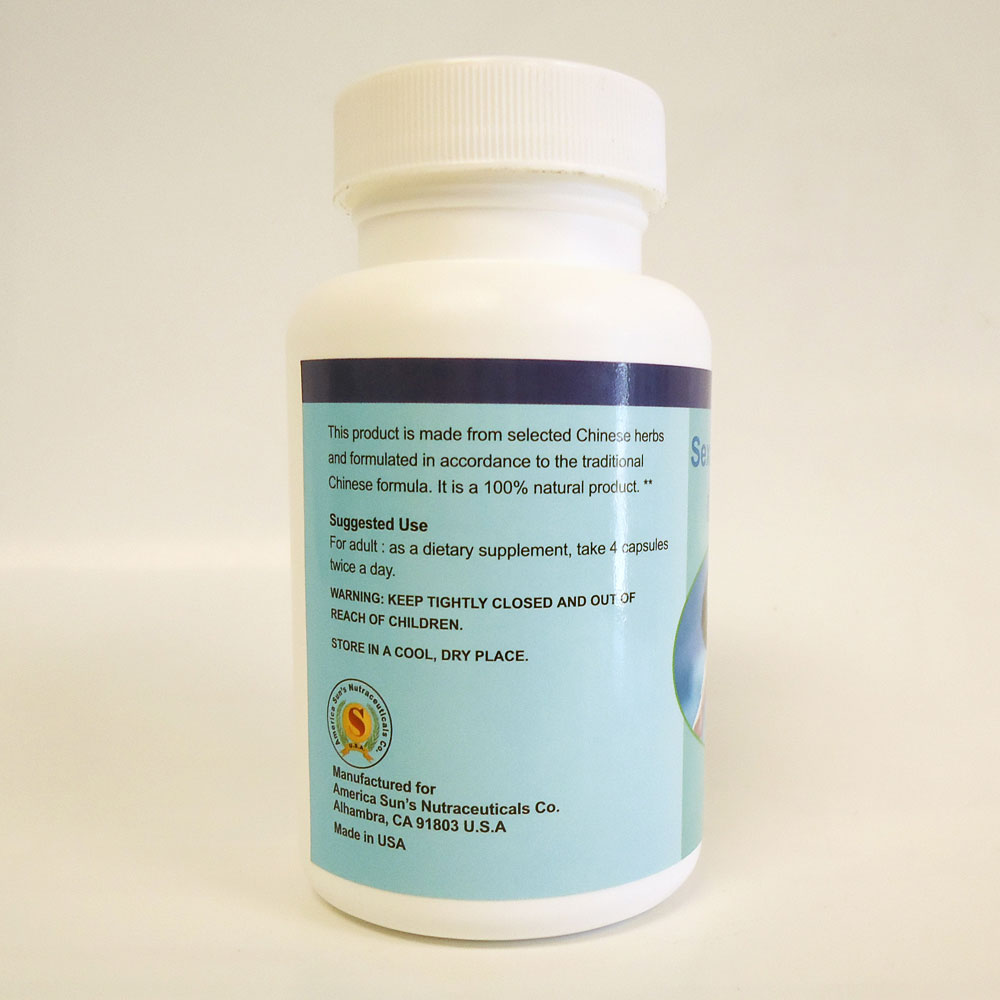 This product is made from selected Chinese herbs
and formulated in accordance to the traditional
Chinese formula. It is a 100% natural product. **
Suggested Use
For adult : as a dietary supplement, take 4 capsules
twice a day.
WARNING: KEEP TIGHTLY CLOSED AND OUT OF
REACH OF CHILDREN.
STORE IN A COOL, DRY PLACE.
America Sun's Nutraceuticals Co.
S
U.S.A
Manufactured for
America Sun's Nutraceuticals Co.
Alhambra, CA 91803 U.S.A
Made in USA